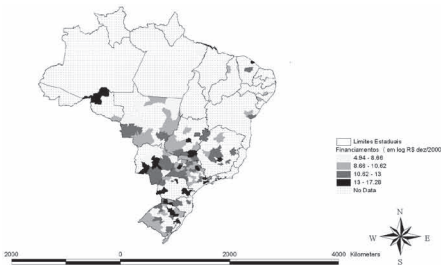 Limites Estaduais
Financiamentos (em log R$ dez/2000
4.94 - 8.66
8.66 - 10.62
10.62 - 13
13 - 17.28
No Data
N
W E
S
2000 0 2000 4000 Kilometers